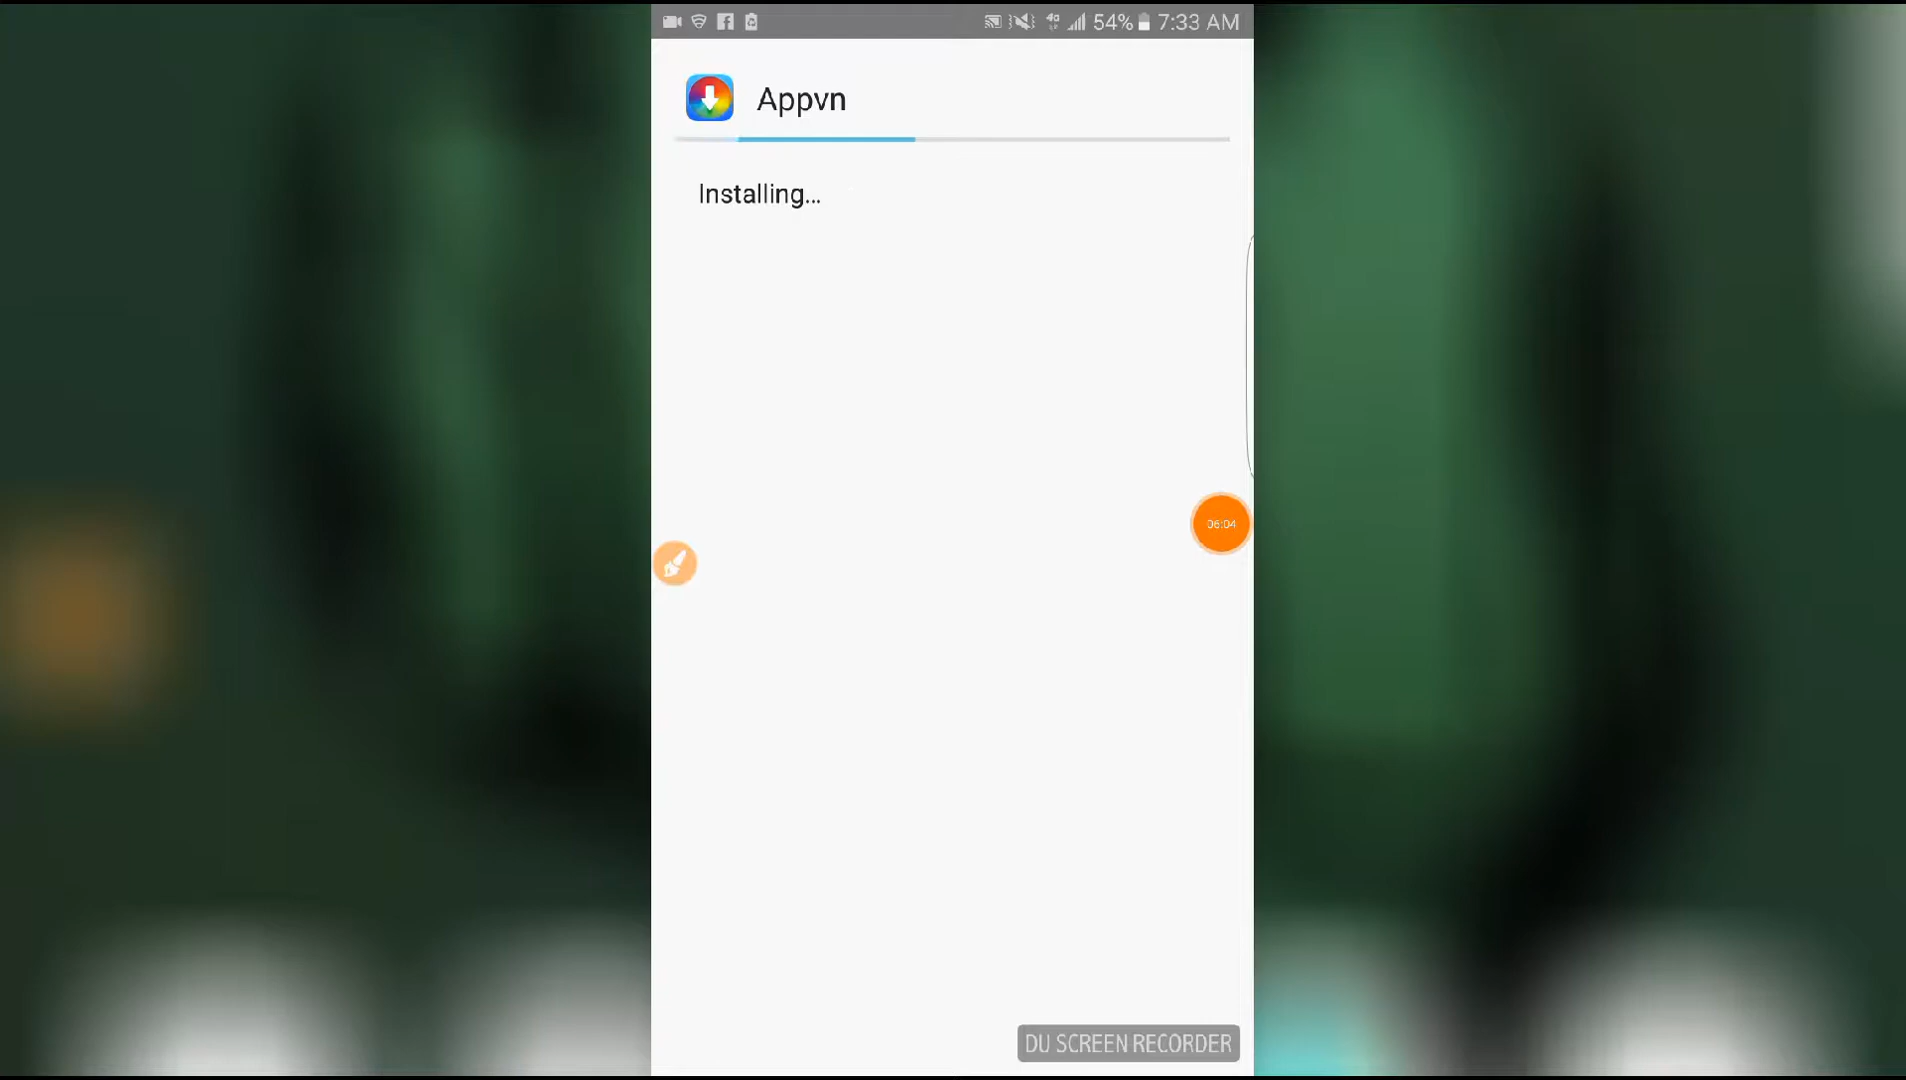 54% 7:33 AM
Appvn
Installing...
06:04
DU SCREEN RECORDER